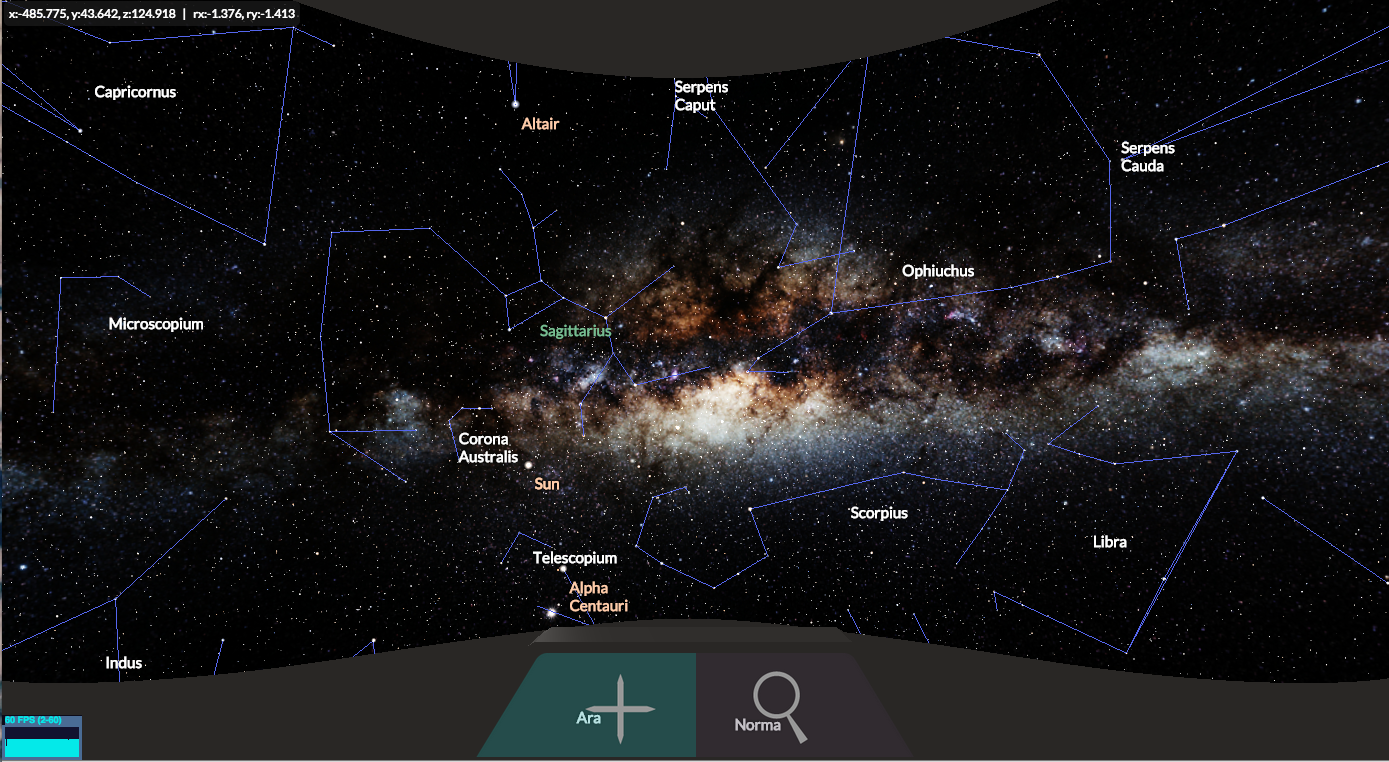 x:-485.775, y:43.642, z:124.918 | rx:-1.376, ry:-1.413
Capricornus
Altair
Serpens
Caput
Serpens
Cauda
Ophiuchus
Microscopium
Sagittarius
Corona
Australis
Sun
Scorpius
Libra
Telescopium
Alpha
Centauri
Indus
Ara
Norma
60 FPS (2-60)